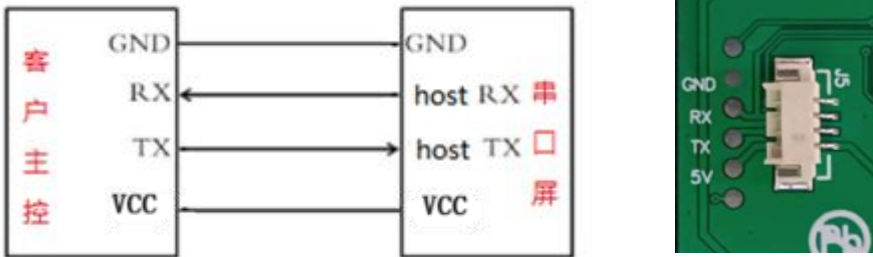 客户主控
GND
RX
TX
VCC
GND
host RX
host TX
VCC
串口屏
GND
RX
TX
5V
J5
Pb